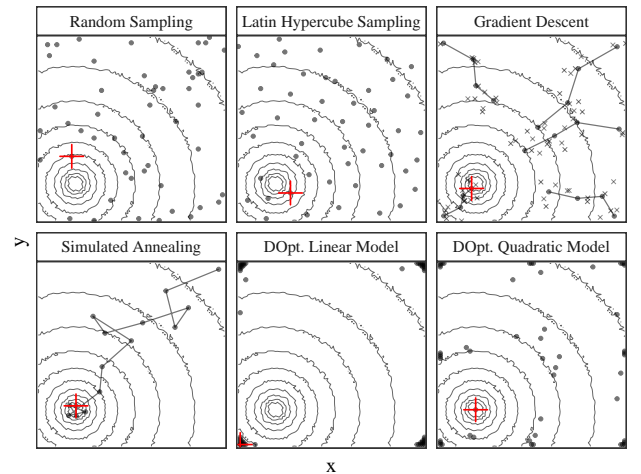 Random Sampling
Latin Hypercube Sampling
Gradient Descent
Simulated Annealing
DOpt. Linear Model
DOpt. Quadratic Model
y
x